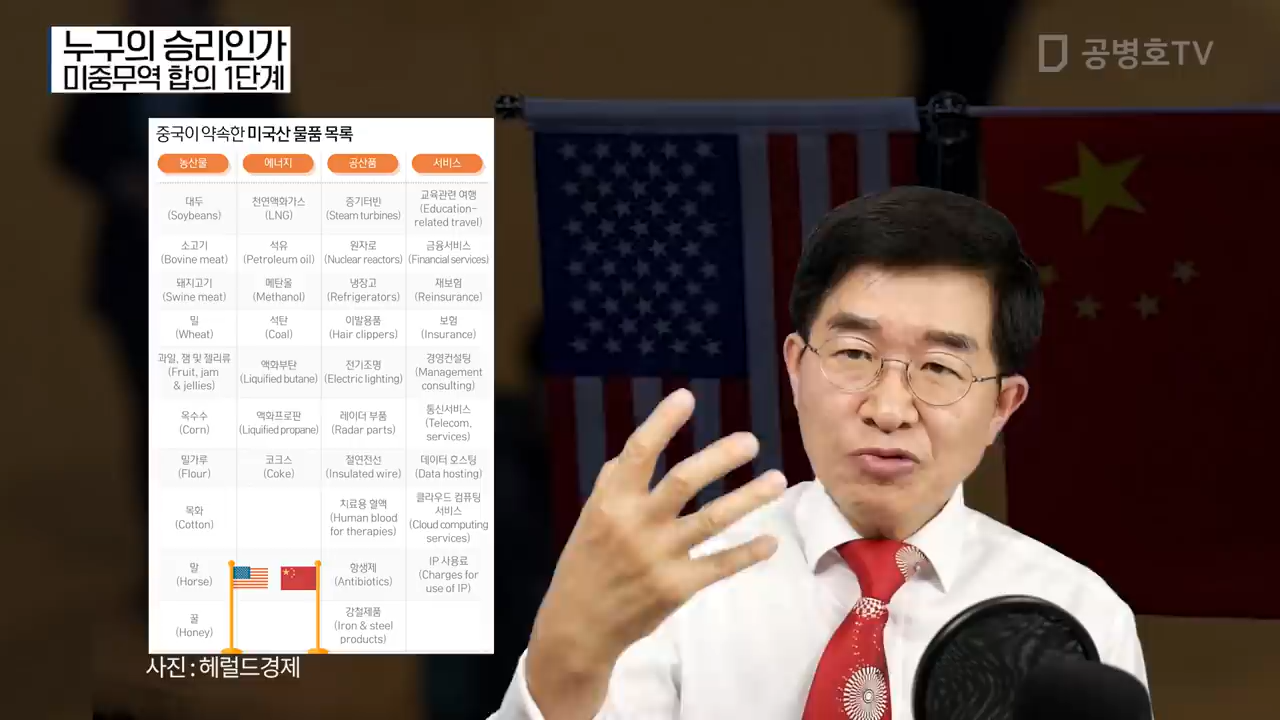 누구의 승리인가
미중무역 합의 1단계
공병호TV
중국이 약속한 미국산 물품 목록
농산물 에너지 공산품 서비스
대두
(Soybeans)
천연액화가스
(LNG)
증기터빈
(Steam turbines)
교육관련 여행
(Education-
related travel)
소고기
(Bovine meat)
석유
(Petroleum oil)
원자로
(Nuclear reactors)
금융서비스
(Financial services)
돼지고기
(Swine meat)
메탄올
(Methanol)
냉장고
(Refrigerators)
재보험
(Reinsurance)
밀
(Wheat)
석탄
(Coal)
이발용품
(Hair clippers)
보험
(Insurance)
과일, 잼 및 젤리류
(Fruit, jam
& jellies)
액화부탄
(Liquified butane)
전기조명
(Electric lighting)
경영컨설팅
(Management
consulting)
옥수수
(Corn)
액화프로판
(Liquified propane)
레이더 부품
(Radar parts)
통신서비스
(Telecom,
services)
밀가루
(Flour)
코크스
(Coke)
절연전선
(Insulated wire)
데이터 호스팅
(Data hosting)
목화
(Cotton)
치료용 혈액
(Human blood
for therapies)
클라우드 컴퓨팅
서비스
(Cloud computing
services)
말
(Horse)
항생제
(Antibiotics)
IP 사용료
(Charges for
use of IP)
꿀
(Honey)
강철제품
(Iron & steel
products)
사진 : 헤럴드경제